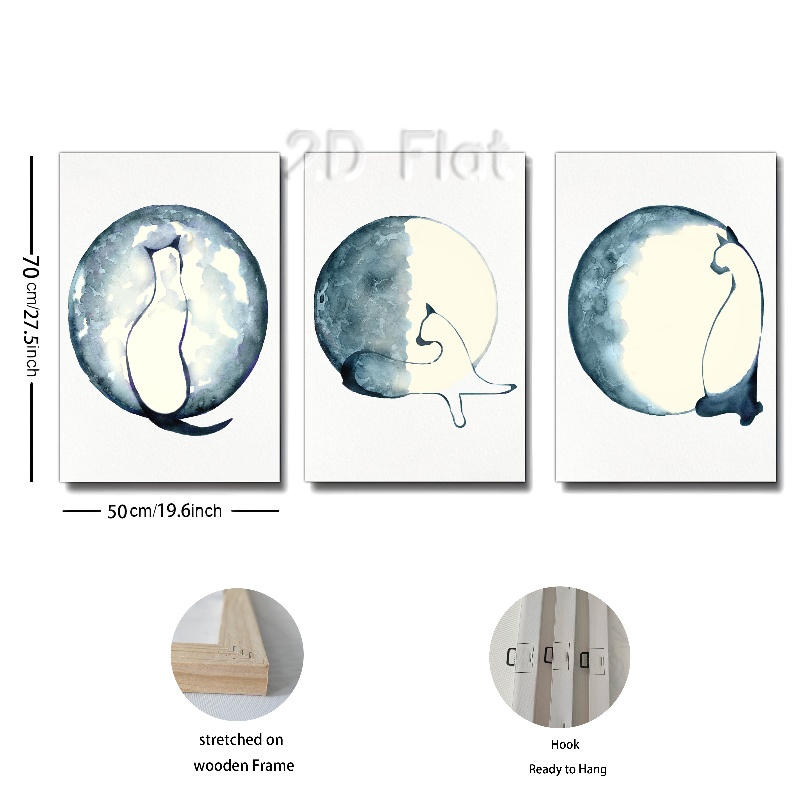 2D Flat
70 cm/27.5inch
50cm/19.6inch
stretched on
wooden Frame
Hook
Ready to Hang